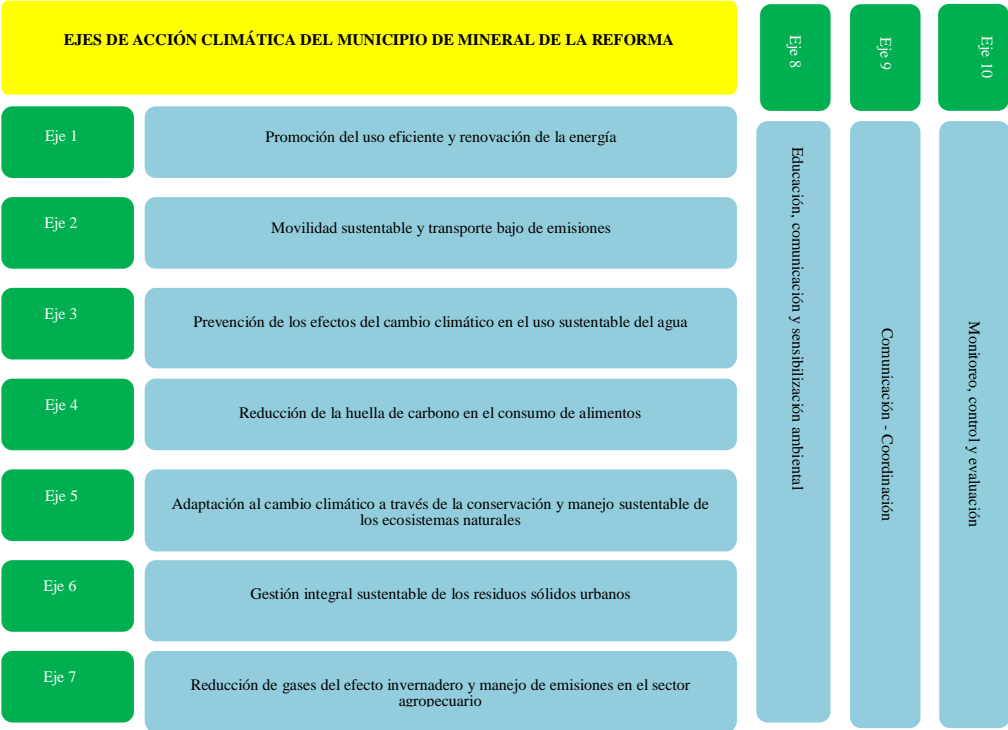 EJES DE ACCIÓN CLIMÁTICA DEL MUNICIPIO DE MINERAL DE LA REFORMA
Eje 1
Promoción del uso eficiente y renovación de la energía
Eje 2
Movilidad sustentable y transporte bajo de emisiones
Eje 3
Prevención de los efectos del cambio climático en el uso sustentable del agua
Eje 4
Reducción de la huella de carbono en el consumo de alimentos
Eje 5
Adaptación al cambio climático a través de la conservación y manejo sustentable de
los ecosistemas naturales
Eje 6
Gestión integral sustentable de los residuos sólidos urbanos
Eje 7
Reducción de gases del efecto invernadero y manejo de emisiones en el sector
agropecuario
Eje 8
Educación, comunicación y sensibilización ambiental
Eje 9
Comunicación - Coordinación
Eje 10
Monitoreo, control y evaluación